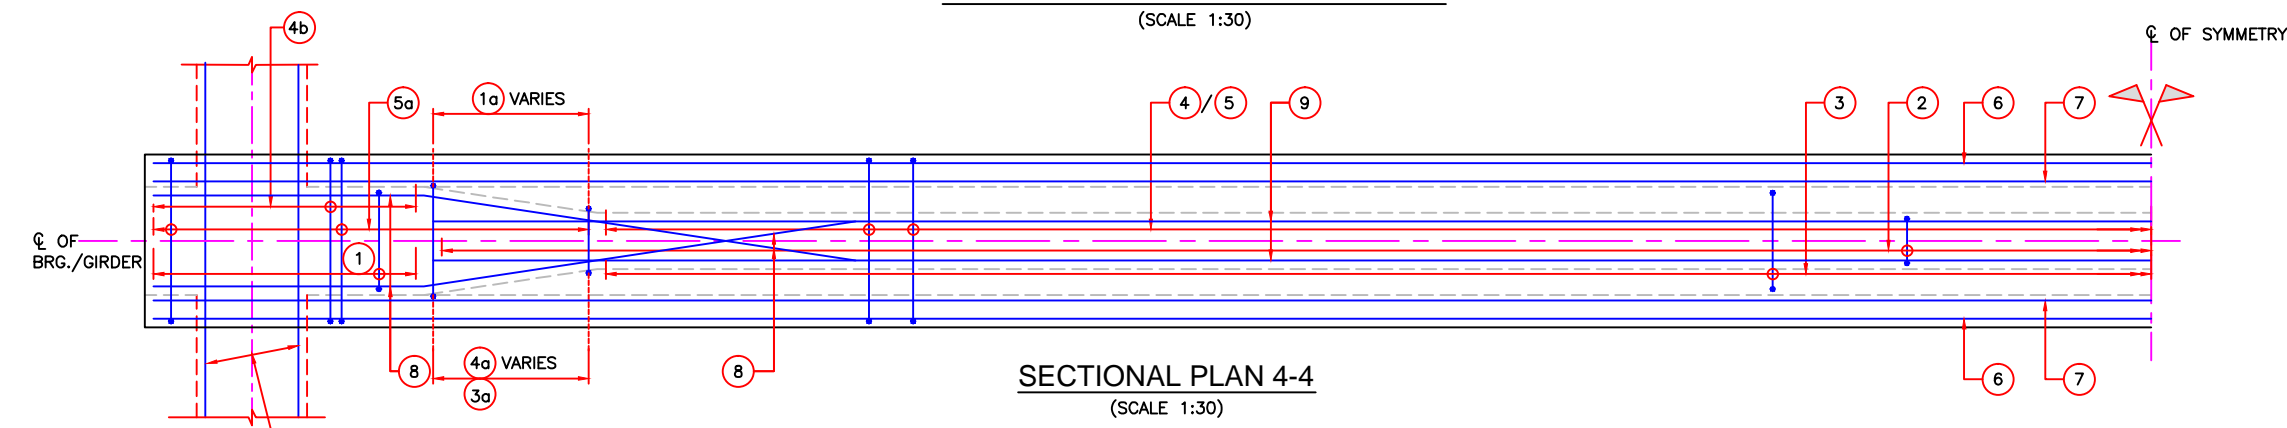 (SCALE 1:30)
4b
℄ OF SYMMETRY
5a
1a VARIES
4 / 5
9
3
2
6
7
℄ OF
BRG./GIRDER
1
8
4a VARIES
3a
8
SECTIONAL PLAN 4-4
(SCALE 1:30)
6
7